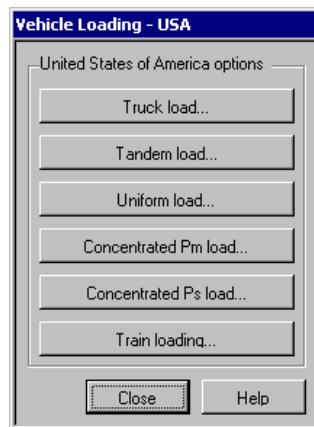 Vehicle Loading - USA
United States of America options
Truck load...
Tandem load...
Uniform load...
Concentrated Pm load...
Concentrated Ps load...
Train loading...
Close Help